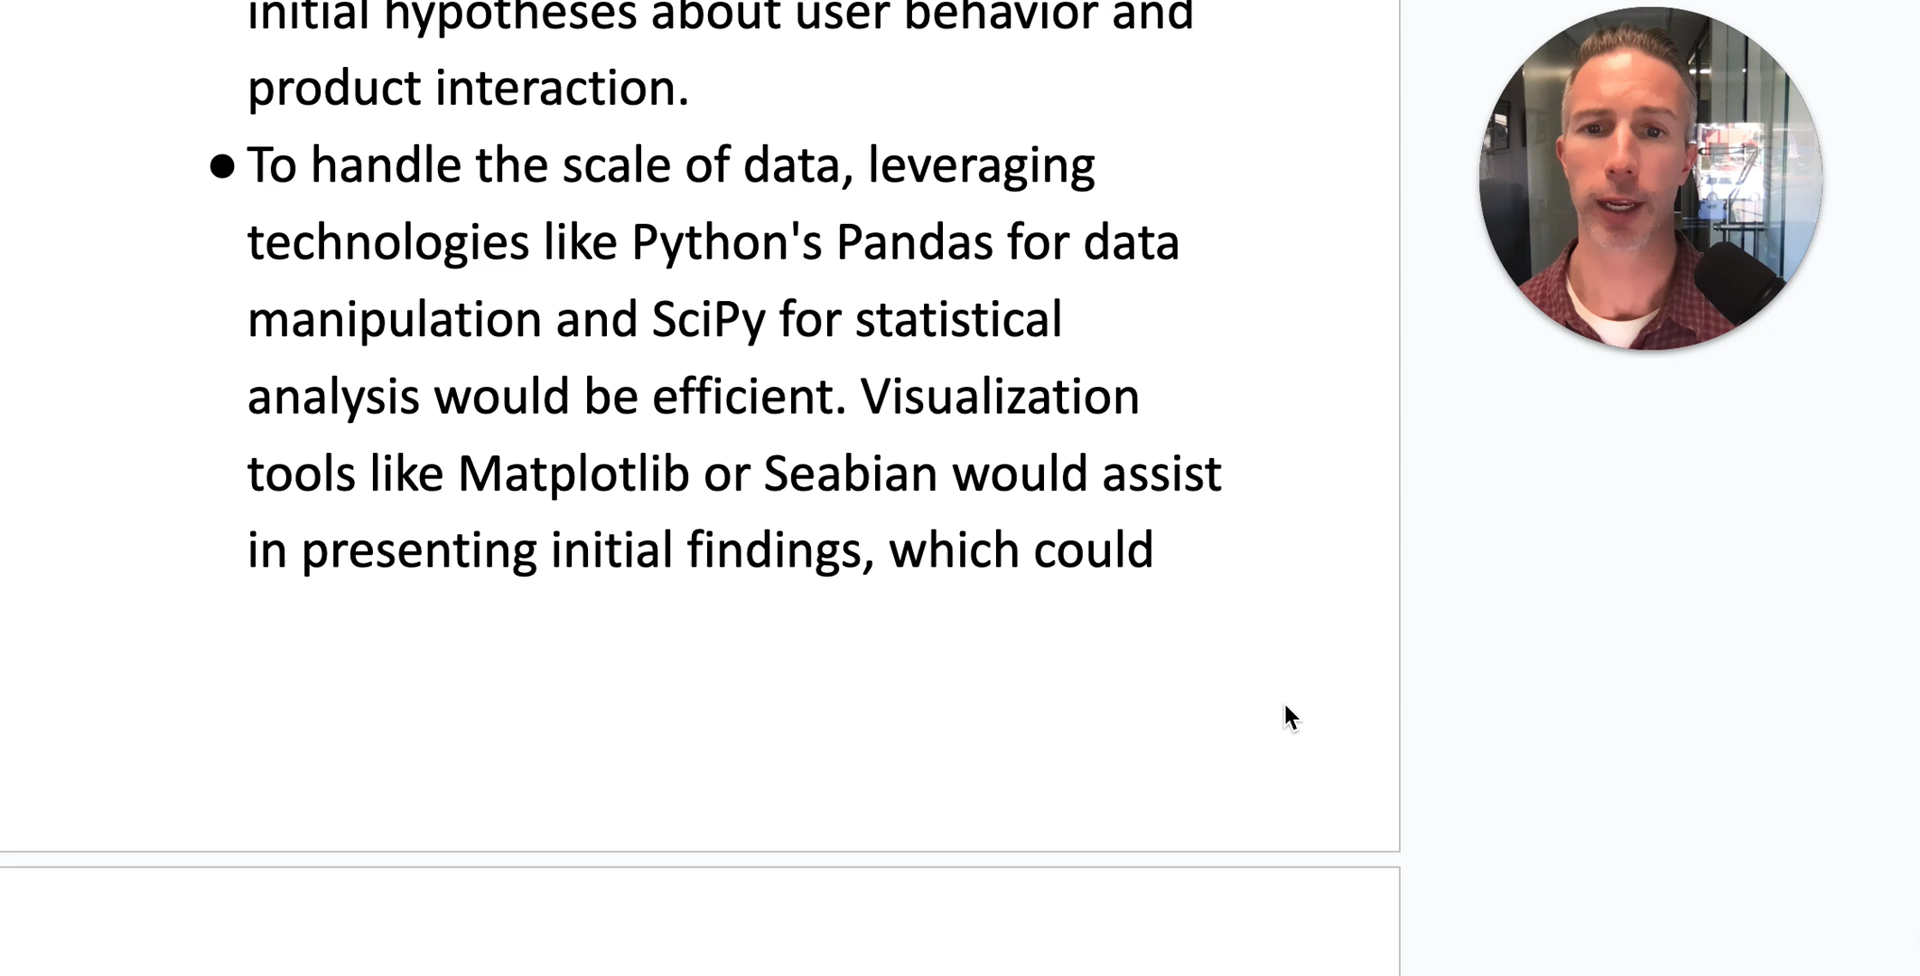 initial hypotheses about user behavior and
product interaction.
● To handle the scale of data, leveraging
technologies like Python's Pandas for data
manipulation and SciPy for statistical
analysis would be efficient. Visualization
tools like Matplotlib or Seabian would assist
in presenting initial findings, which could